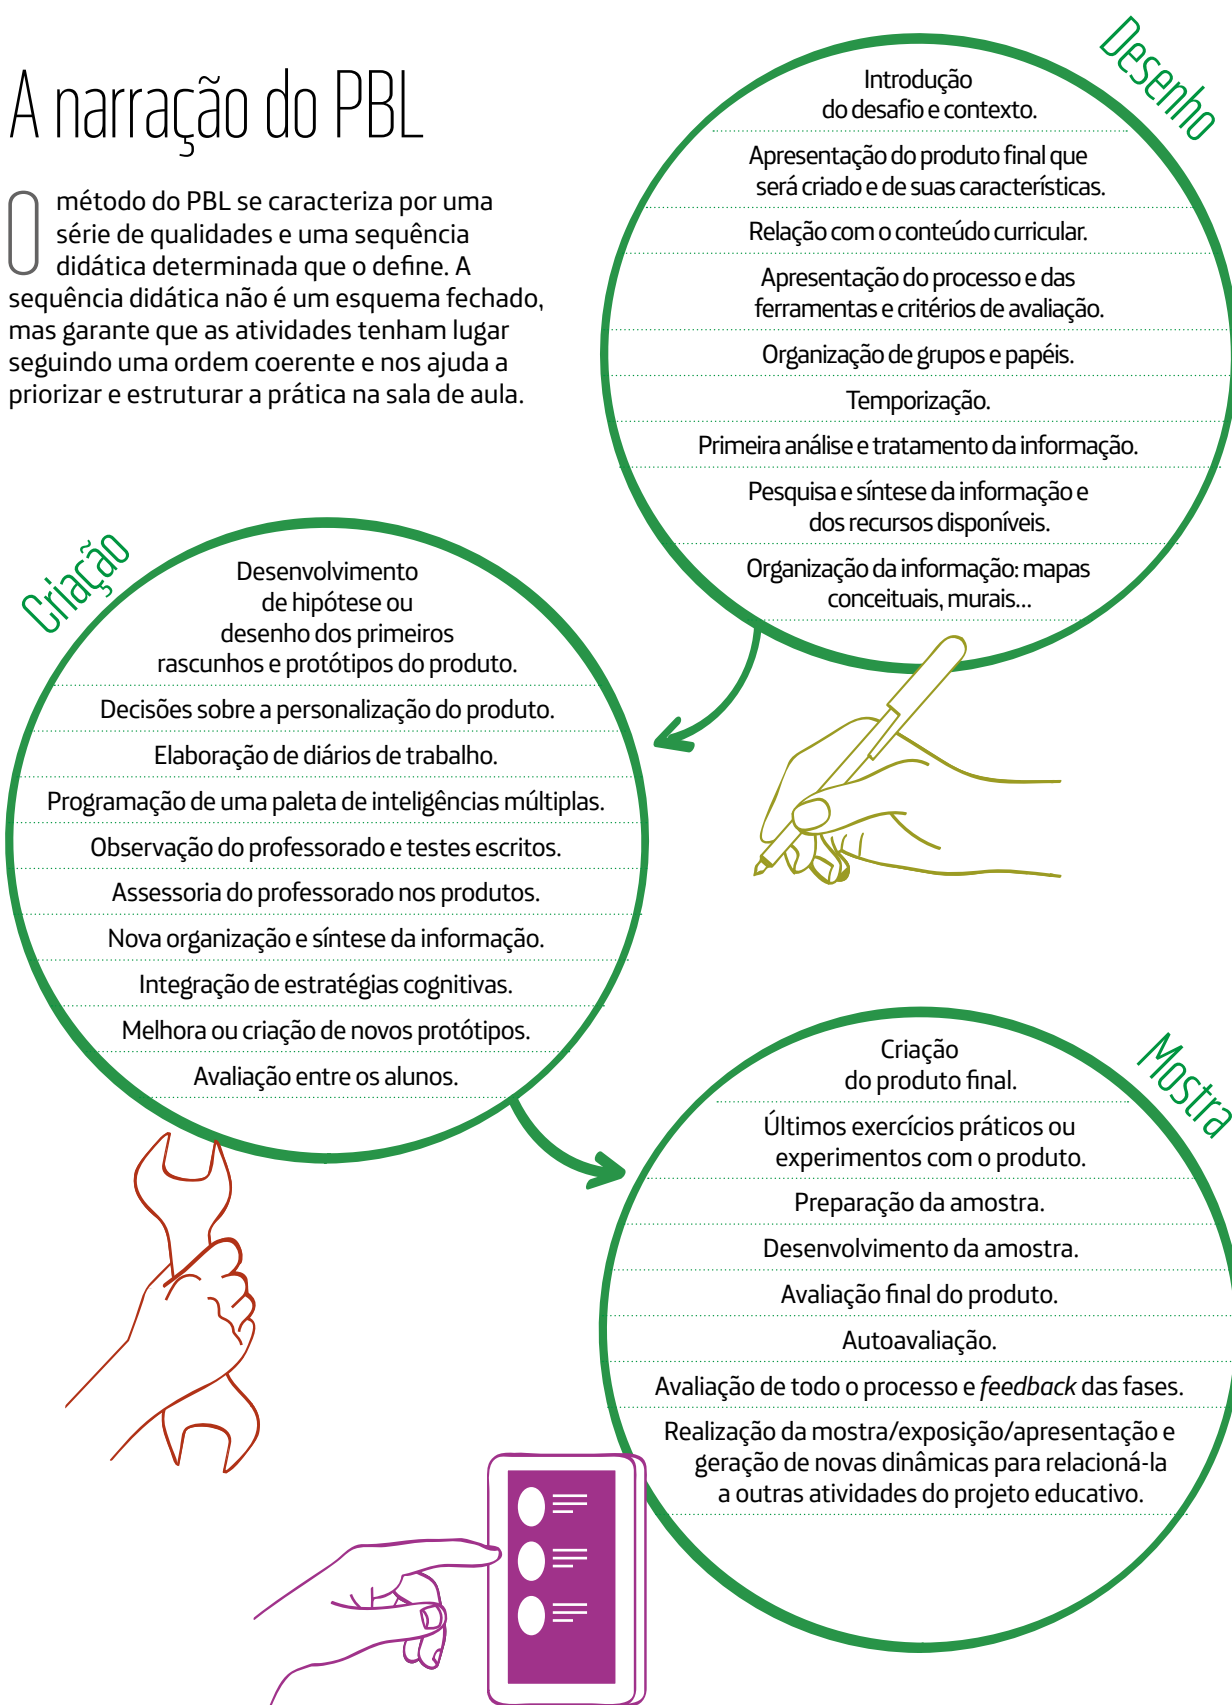 A narração do PBL
O método do PBL se caracteriza por uma
série de qualidades e uma sequência
didática determinada que o define. A
sequência didática não é um esquema fechado,
mas garante que as atividades tenham lugar
seguindo uma ordem coerente e nos ajuda a
priorizar e estruturar a prática na sala de aula.
Desenho
Introdução
do desafio e contexto.
Apresentação do produto final que
será criado e de suas características.
Relação com o conteúdo curricular.
Apresentação do processo e das
ferramentas e critérios de avaliação.
Organização de grupos e papéis.
Temporização.
Primeira análise e tratamento da informação.
Pesquisa e síntese da informação e
dos recursos disponíveis.
Organização da informação: mapas
conceituais, murais...
Criação
Desenvolvimento
de hipótese ou
desenho dos primeiros
rascunhos e protótipos do produto.
Decisões sobre a personalização do produto.
Elaboração de diários de trabalho.
Programação de uma paleta de inteligências múltiplas.
Observação do professorado e testes escritos.
Assessoria do professorado nos produtos.
Nova organização e síntese da informação.
Integração de estratégias cognitivas.
Melhora ou criação de novos protótipos.
Avaliação entre os alunos.
Mostra
Criação
do produto final.
Últimos exercícios práticos ou
experimentos com o produto.
Preparação da amostra.
Desenvolvimento da amostra.
Avaliação final do produto.
Autoavaliação.
Avaliação de todo o processo e feedback das fases.
Realização da mostra/exposição/apresentação e
geração de novas dinâmicas para relacioná-la
a outras atividades do projeto educativo.